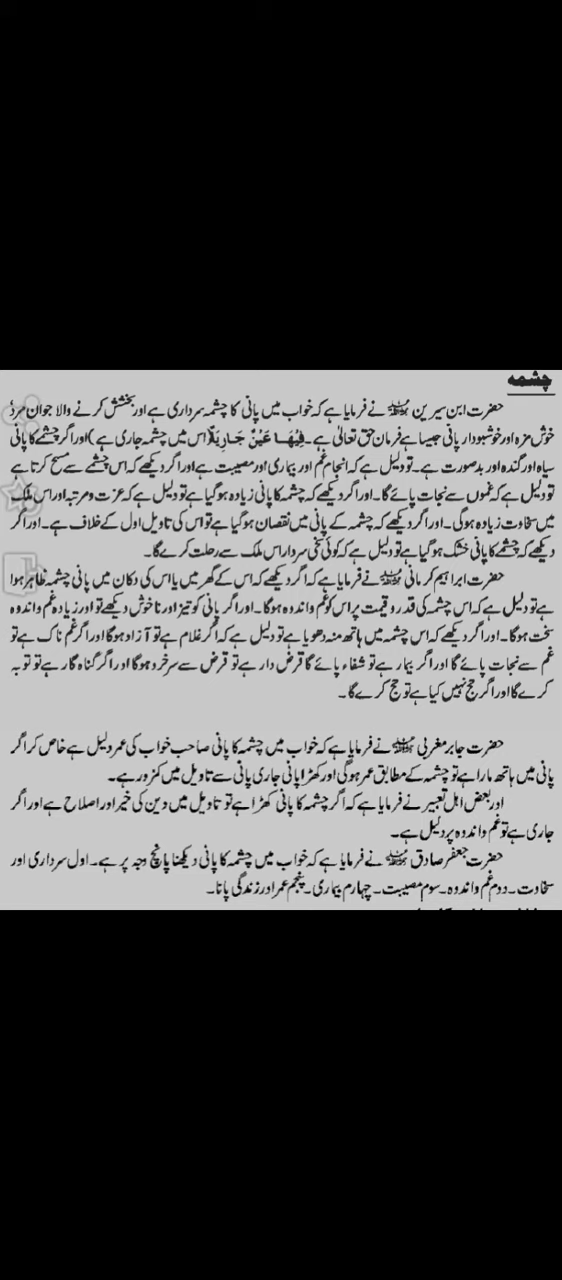 چشمہ
حضرت ابن سیرین رحمۃ اللہ علیہ نے فرمایا ہے کہ خواب میں پانی کا چشمہ سرداری ہے اور بخشش کرنے والا جوان مرد
خوش مزہ اور خوشبودار پانی جیسا ہے فرمان حق تعالیٰ ہے۔ فِیْھَا عَیْنٌ جَارِیَةٌ (اس میں چشمہ جاری ہے) اور اگر چشمے کا پانی
سیاہ اور گندہ اور بدصورت ہے۔ تو دلیل ہے کہ انجام غم اور بیماری اور مصیبت ہے اور اگر دیکھے کہ اس چشمے سے مسح کرتا ہے
تو دلیل ہے کہ غموں سے نجات پائے گا۔ اور اگر دیکھے کہ چشمہ کا پانی زیادہ ہو گیا ہے تو دلیل ہے کہ عزت و مرتبہ اور اس ملک
میں سخاوت زیادہ ہوگی۔ اور اگر دیکھے کہ چشمہ کے پانی میں نقصان ہو گیا ہے تو اس کی تاویل اول کے خلاف ہے۔ اور اگر
دیکھے کہ چشمے کا پانی خشک ہو گیا ہے تو دلیل ہے کہ کوئی سخی سردار اس ملک سے رحلت کرے گا۔
حضرت ابراہیم کرمانی رحمۃ اللہ علیہ نے فرمایا ہے کہ اگر دیکھے کہ اس کے گھر میں یا اس کی دکان میں پانی چشمہ ظاہر ہوا
ہے تو دلیل ہے کہ اس چشمہ کی قدر و قیمت پر اس کو غم و اندوہ ہوگا۔ اور اگر پانی کو تیز اور ناخوش دیکھے تو اور زیادہ غم و اندوہ
سخت ہوگا۔ اور اگر دیکھے کہ اس چشمہ میں ہاتھ منہ دھویا ہے تو دلیل ہے کہ اگر غلام ہے تو آزاد ہوگا اور اگر غم ناک ہے تو
غم سے نجات پائے گا اور اگر بیمار ہے تو شفاء پائے گا قرض دار ہے تو قرض سے سرخرو ہوگا اور اگر گناہ گار ہے تو توبہ
کرے گا اور اگر حج نہیں کیا ہے تو حج کرے گا۔
حضرت جابر مغربی رحمۃ اللہ علیہ نے فرمایا ہے کہ خواب میں چشمہ کا پانی صاحب خواب کی عمر دلیل ہے خاص کر اگر
پانی میں ہاتھ مارا ہے تو چشمہ کے مطابق عمر ہوگی اور کھڑا پانی جاری پانی سے تاویل میں کمزور ہے۔
اور بعض اہل تعبیر نے فرمایا ہے کہ اگر چشمہ کا پانی کھڑا ہے تو تاویل میں دین کی خیر اور اصلاح ہے اور اگر
جاری ہے تو غم و اندوہ پر دلیل ہے۔
حضرت جعفر صادق رحمۃ اللہ علیہ نے فرمایا ہے کہ خواب میں چشمہ کا پانی دیکھنا پانچ وجہ پر ہے۔ اول سرداری اور
سخاوت۔ دوم غم و اندوہ۔ سوم مصیبت۔ چہارم بیماری۔ پنجم عمر اور زندگی پانا۔